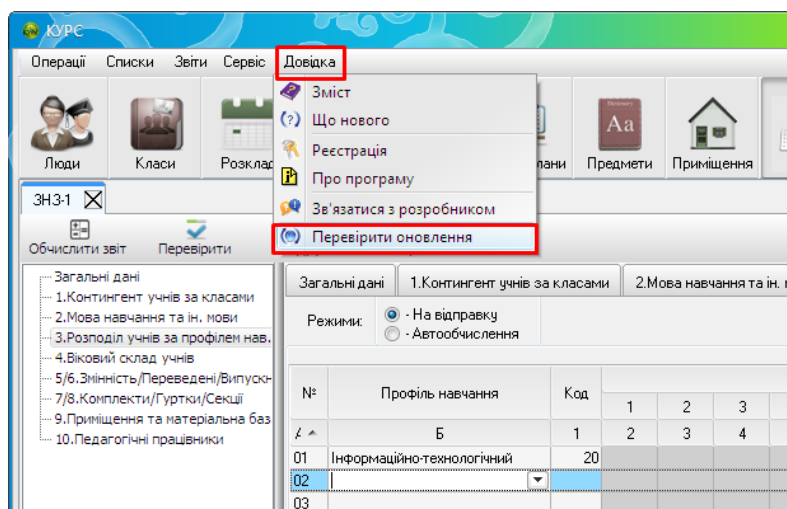 КУРС
Операції Списки Звіти Сервіс Довідка
Зміст
Що нового
Реєстрація
Про програму
Зв'язатися з розробником
Перевірити оновлення
Люди Класи Розклад Предмети Приміщення
Dictionary
Aa
ЗНЗ-1
Обчислити звіт Перевірити
Загальні дані
1.Контингент учнів за класами
2.Мова навчання та ін. мови
3.Розподіл учнів за профілем нав.
4.Віковий склад учнів
5/6.Змінність/Переведені/Випускн
7/8.Комплекти/Гуртки/Секції
9.Приміщення та матеріальна баз
10.Педагогічні працівники
Загальні дані 1.Контингент учнів за класами 2.Мова навчання та ін.
Режими: - На відправку
- Автообчислення
№ Профіль навчання Код
1 2 3
Б 1 2 3 4
01 Інформаційно-технологічний 20
02
03